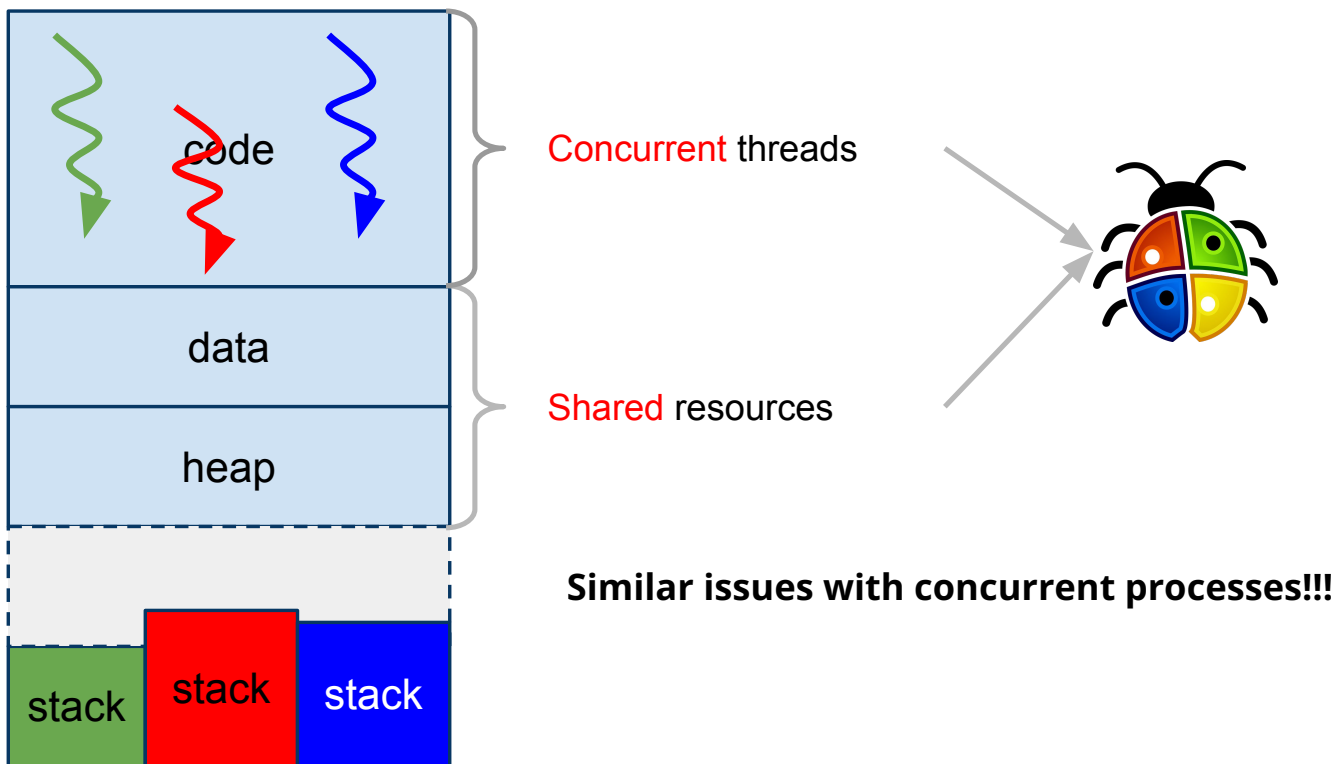 code
Concurrent threads
data
Shared resources
heap
Similar issues with concurrent processes!!!
stack
stack
stack